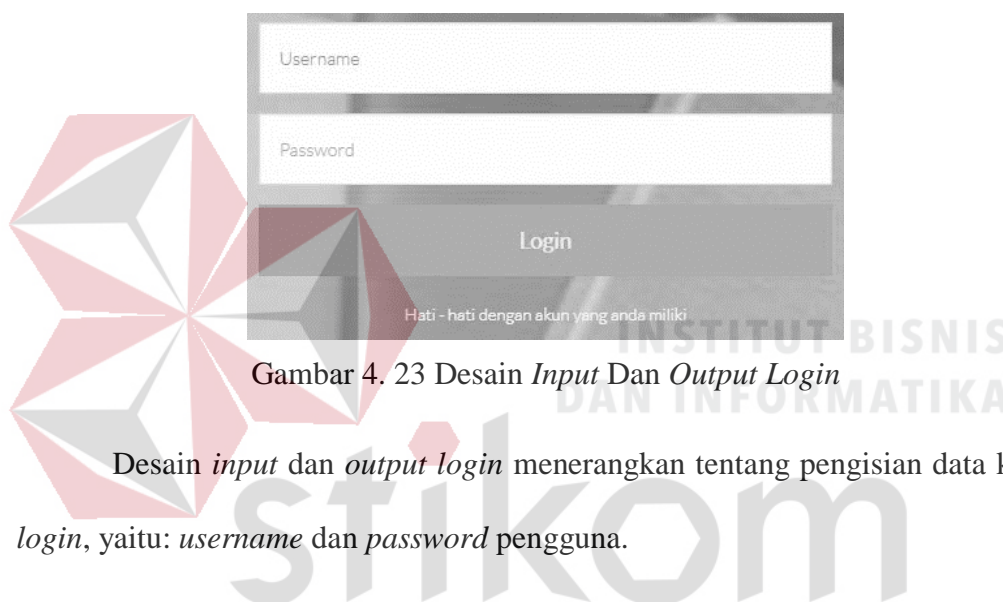 Username
Password
Login
Hati - hati dengan akun yang anda miliki
INSTITUT BISNIS
DAN INFORMATIKA
Gambar 4. 23 Desain Input Dan Output Login
Desain input dan output login menerangkan tentang pengisian data k
login, yaitu: username dan password pengguna.
stikom